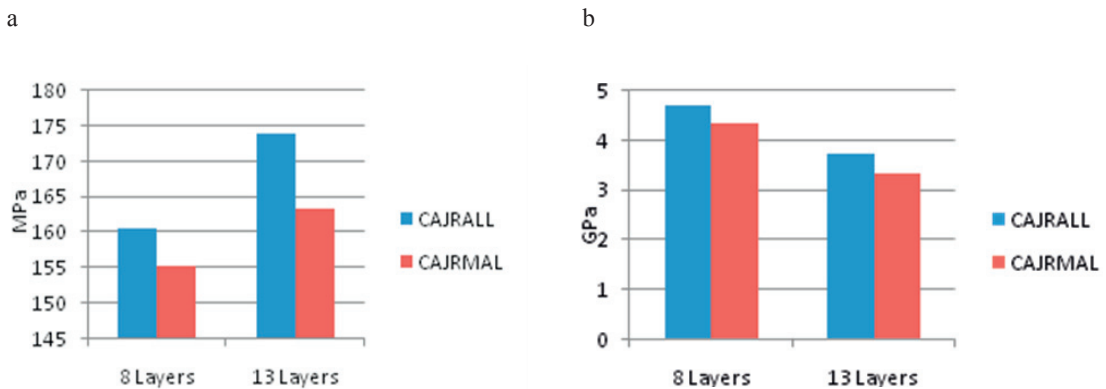 a
180
175
170
165
160
155
150
145
MPa
8 Layers
13 Layers
CAJRALL
CAJRMAL
b
5
4
3
2
1
0
GPa
8 Layers
13 Layers
CAJRALL
CAJRMAL